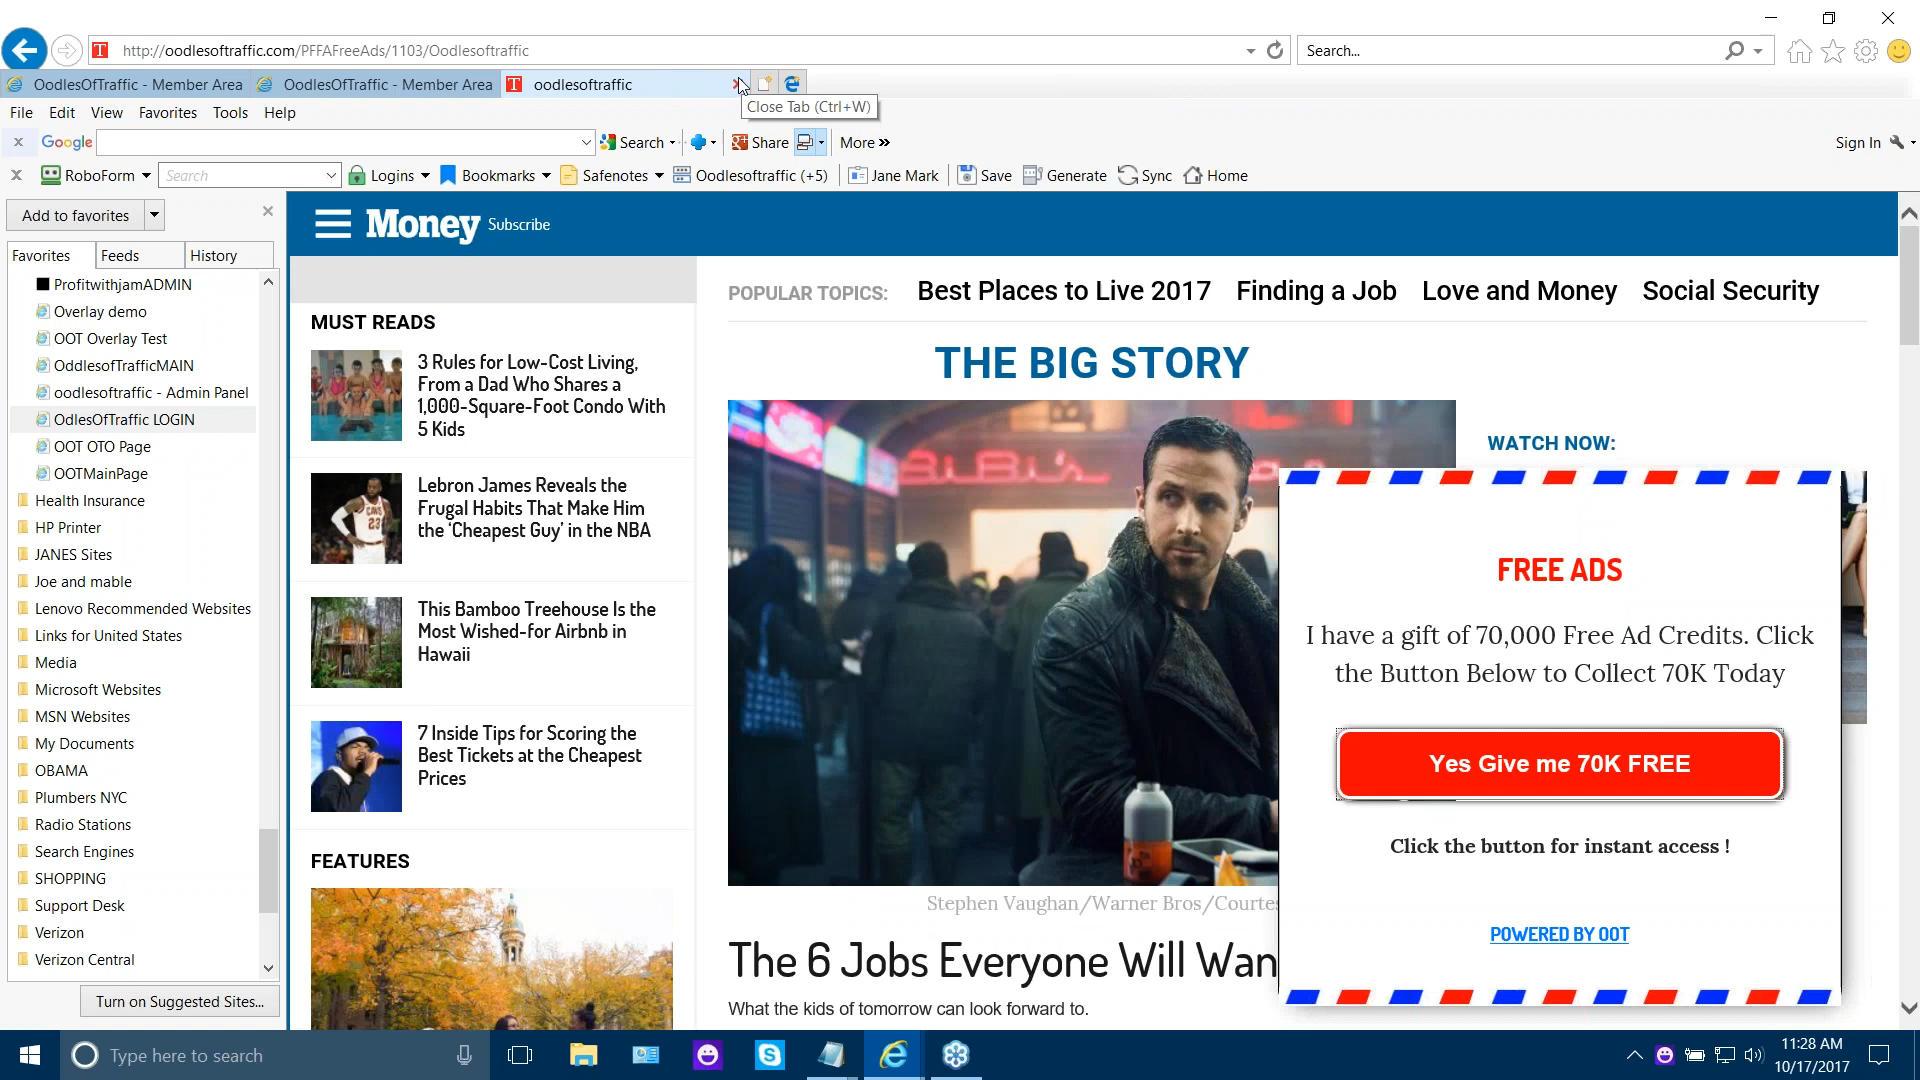 http://oodlesoftraffic.com/PFFAFreeAds/1103/Oodlesoftraffic
Search...
OodlesOfTraffic - Member Area
OodlesOfTraffic - Member Area
oodlesoftraffic
Close Tab (Ctrl+W)
File Edit View Favorites Tools Help
Google Search Share More »
Sign In
RoboForm Search Logins Bookmarks Safenotes Oodlesoftraffic (+5) Jane Mark Save Generate Sync Home
Add to favorites
Favorites Feeds History
ProfitwithjamADMIN
Overlay demo
OOT Overlay Test
OddlesofTrafficMAIN
oodlesoftraffic - Admin Panel
OdlesOfTraffic LOGIN
OOT OTO Page
OOTMainPage
Health Insurance
HP Printer
JANES Sites
Joe and mable
Lenovo Recommended Websites
Links for United States
Media
Microsoft Websites
MSN Websites
My Documents
OBAMA
Plumbers NYC
Radio Stations
Search Engines
SHOPPING
Support Desk
Verizon
Verizon Central
Turn on Suggested Sites...
Money Subscribe
MUST READS
3 Rules for Low-Cost Living,
From a Dad Who Shares a
1,000-Square-Foot Condo With
5 Kids
Lebron James Reveals the
Frugal Habits That Make Him
the ‘Cheapest Guy’ in the NBA
This Bamboo Treehouse Is the
Most Wished-for Airbnb in
Hawaii
7 Inside Tips for Scoring the
Best Tickets at the Cheapest
Prices
FEATURES
POPULAR TOPICS: Best Places to Live 2017 Finding a Job Love and Money Social Security
THE BIG STORY
BiBi's
CAVS
23
WATCH NOW:
Stephen Vaughan/Warner Bros/Courtes
The 6 Jobs Everyone Will Wan
What the kids of tomorrow can look forward to.
FREE ADS
I have a gift of 70,000 Free Ad Credits. Click
the Button Below to Collect 70K Today
Yes Give me 70K FREE
Click the button for instant access !
POWERED BY OOT
Type here to search
11:28 AM
10/17/2017